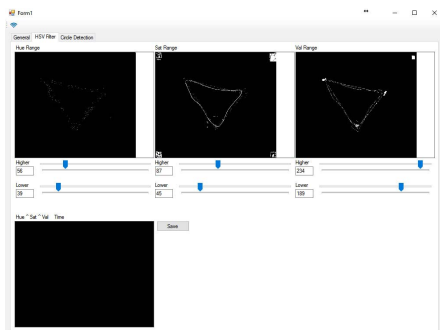 Form1
General HSV Filter Circle Detection
Hue Range Sat Range Val Range
Higher Higher Higher
56 87 234
Lower Lower Lower
39 45 189
Hue ^ Sat ^ Val Time
Save